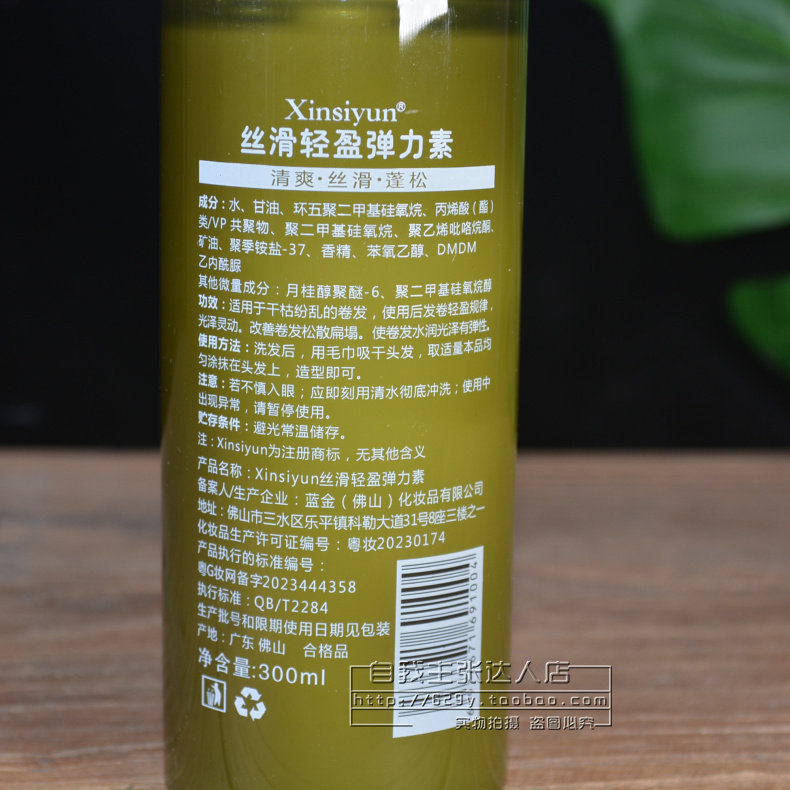 Xinsiyun®
丝滑轻盈弹力素
清爽·丝滑·蓬松
成分：水、甘油、环五聚二甲基硅氧烷、丙烯酸（酯）
类/VP 共聚物、聚二甲基硅氧烷、聚乙烯吡咯烷酮、
矿油、聚季铵盐-37、香精、苯氧乙醇、DMDM
乙内酰脲
其他微量成分：月桂醇聚醚-6、聚二甲基硅氧烷醇
功效：适用于干枯纷乱的卷发，使用后发卷轻盈规律，
光泽灵动。改善卷发松散扁塌。使卷发水润光泽有弹性。
使用方法：洗发后，用毛巾吸干头发，取适量本品均
匀涂抹在头发上，造型即可。
注意：若不慎入眼；应即刻用清水彻底冲洗；使用中
出现异常，请暂停使用。
贮存条件：避光常温储存。
注：Xinsiyun为注册商标，无其他含义
产品名称：Xinsiyun丝滑轻盈弹力素
备案人/生产企业：蓝金（佛山）化妆品有限公司
地址：佛山市三水区乐平镇科勒大道31号8座三楼之一
化妆品生产许可证编号：粤妆20230174
产品执行的标准编号：
粤G妆网备字2023444358
执行标准：QB/T2284
生产批号和限期使用日期见包装
产地：广东 佛山 合格品
净含量:300ml
自我主张达人店
http://629y.taobao.com
实物拍摄 盗图必究